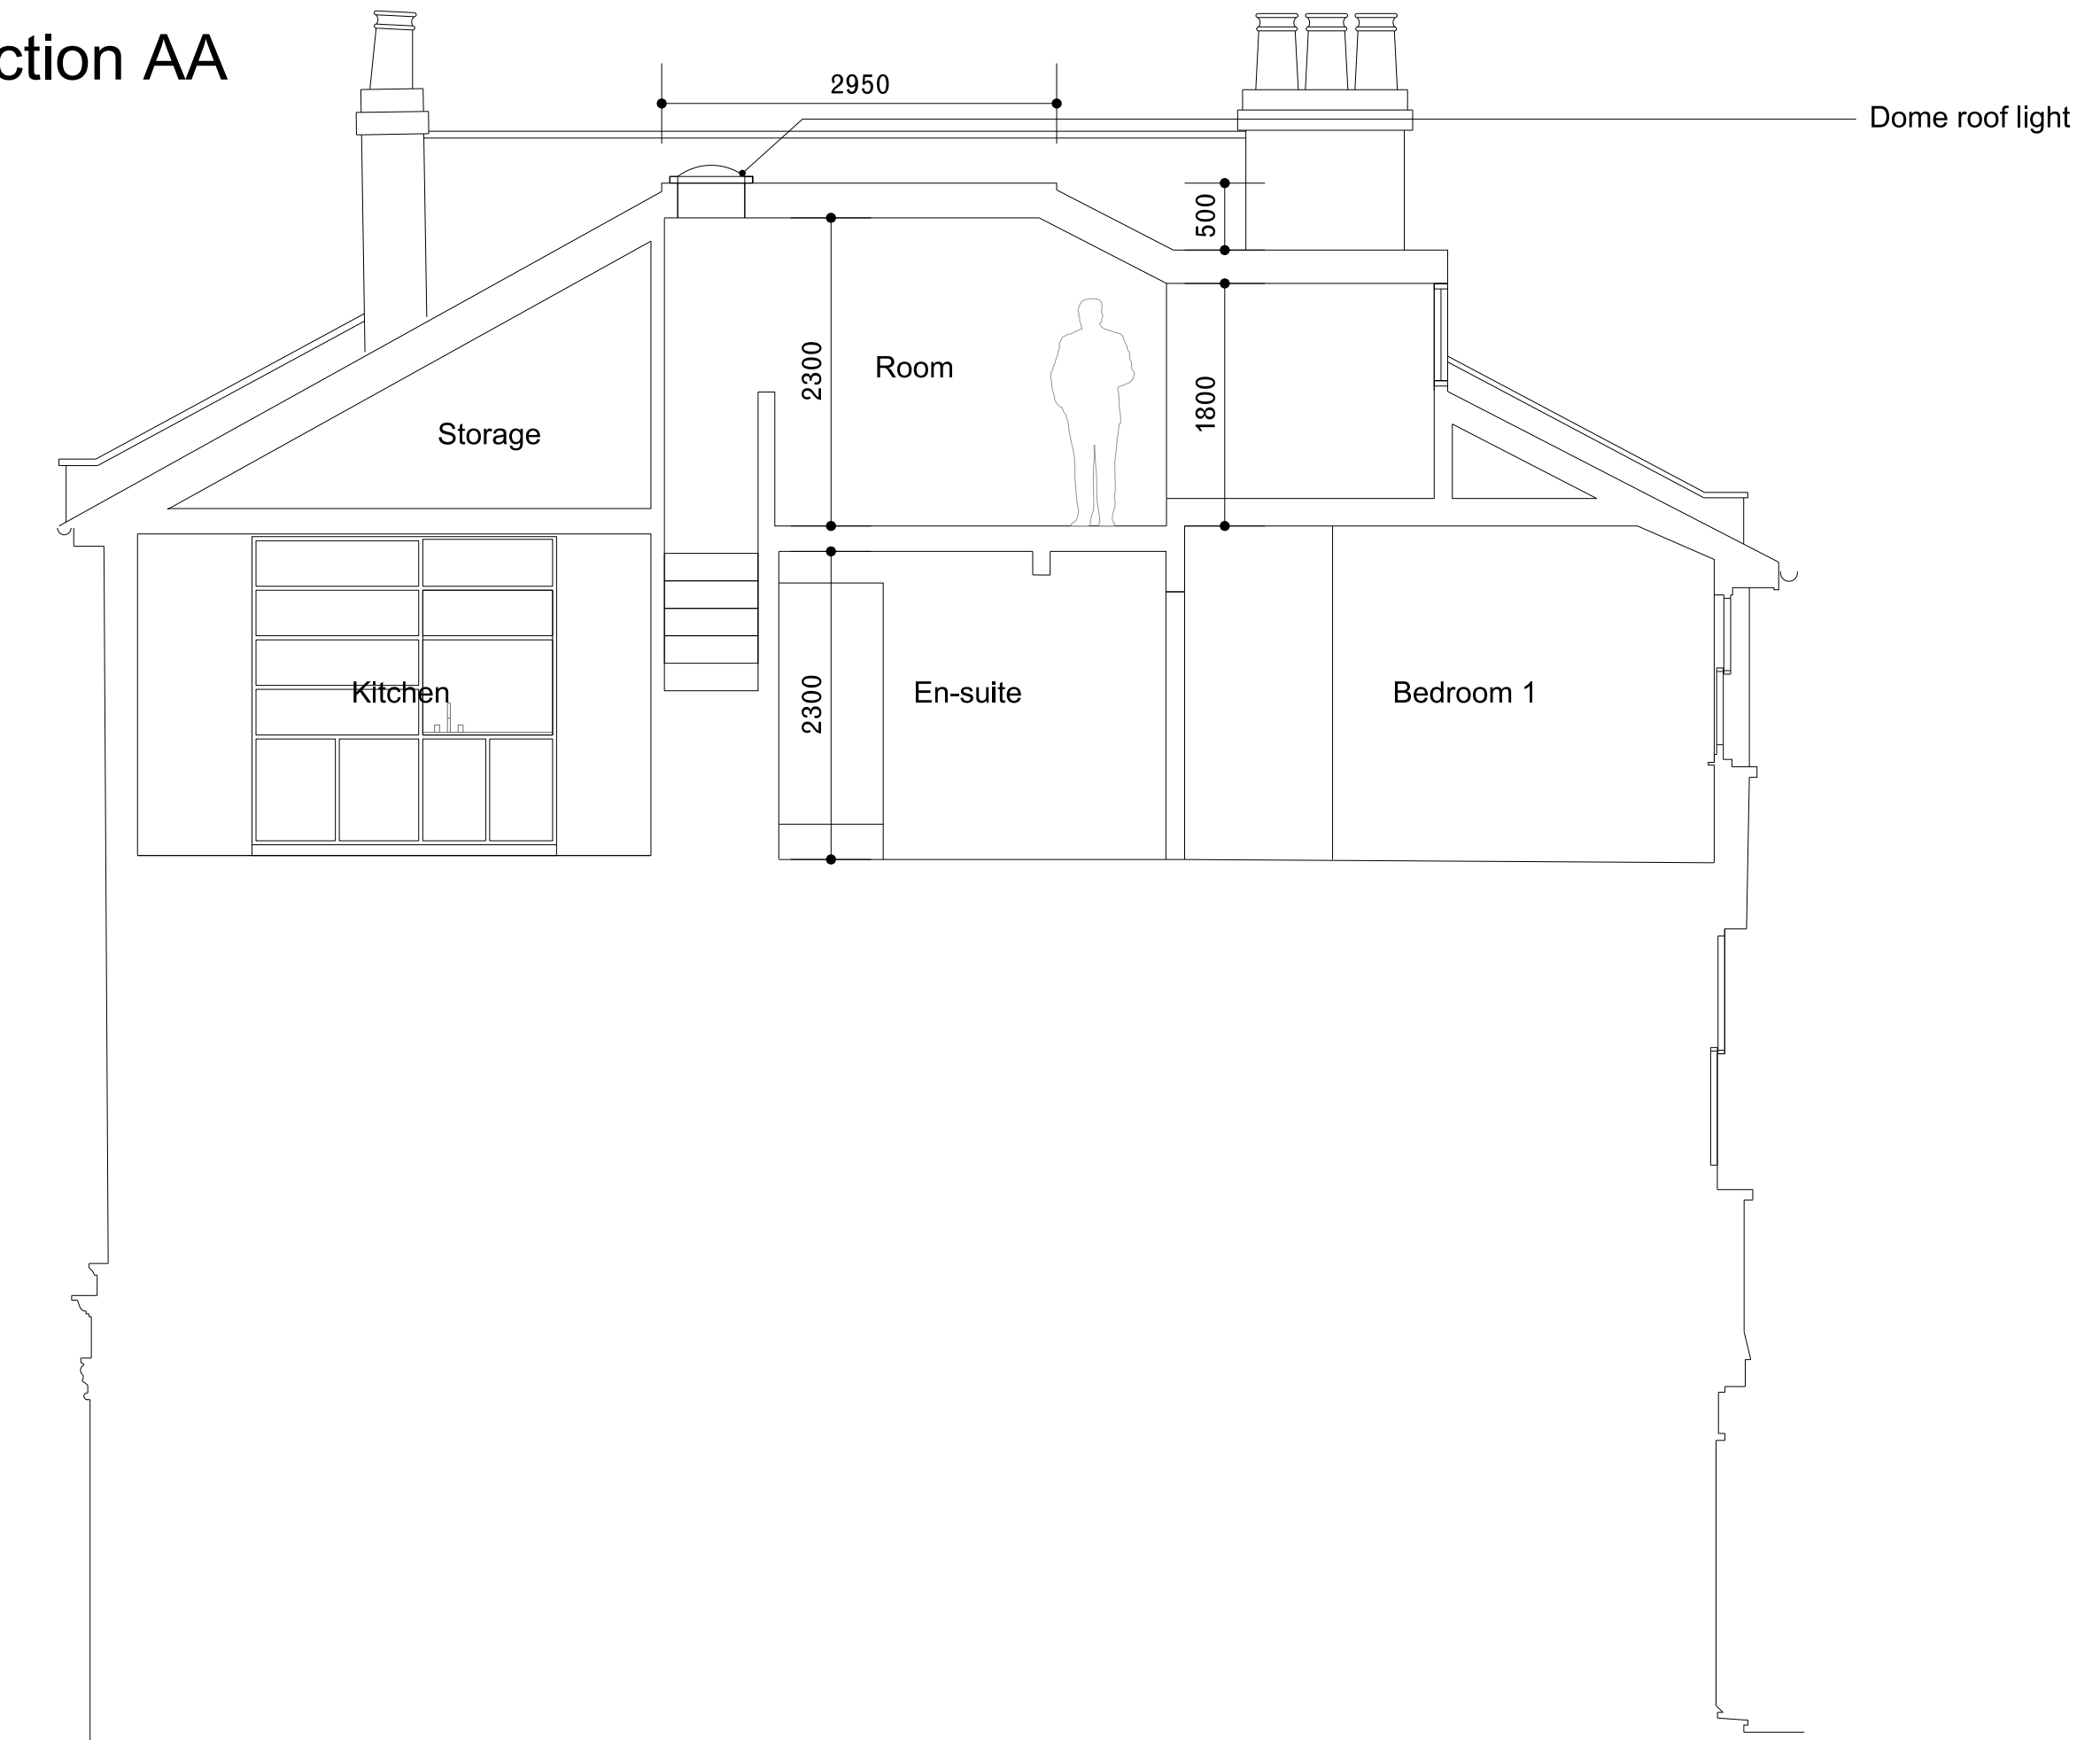 ction AA
2950
Dome roof light
500
2300
Room
1800
Storage
Kitchen
2300
En-suite
Bedroom 1